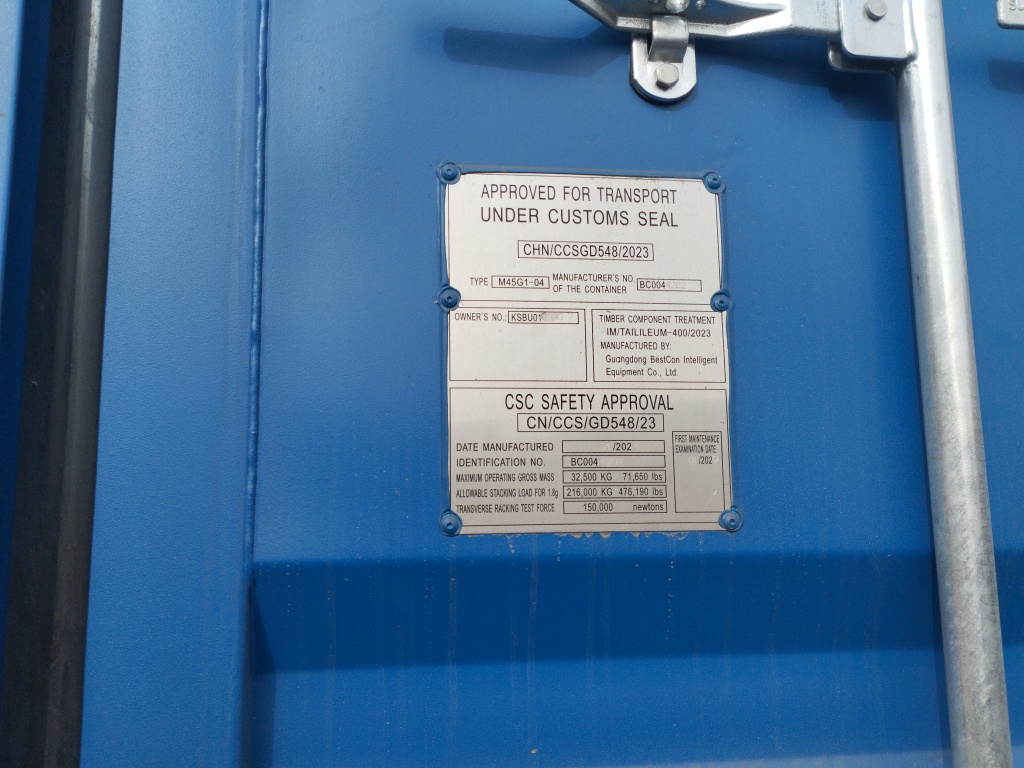 APPROVED FOR TRANSPORT
UNDER CUSTOMS SEAL
CHN/CCSGD548/2023
TYPE M45G1-04 MANUFACTURER'S NO. OF THE CONTAINER BC004
OWNER'S NO.: KSBU01
TIMBER COMPONENT TREATMENT
IM/TAILILEUM-400/2023
MANUFACTURED BY:
Guangdong BestCon Intelligent
Equipment Co., Ltd.
CSC SAFETY APPROVAL
CN/CCS/GD548/23
DATE MANUFACTURED /202
IDENTIFICATION NO. BC004
MAXIMUM OPERATING GROSS MASS 32,500 KG 71,650 lbs
ALLOWABLE STACKING LOAD FOR 1.8g 216,000 KG 476,190 lbs
TRANSVERSE RACKING TEST FORCE 150,000 newtons
FIRST MAINTENANCE
EXAMINATION DATE
/202